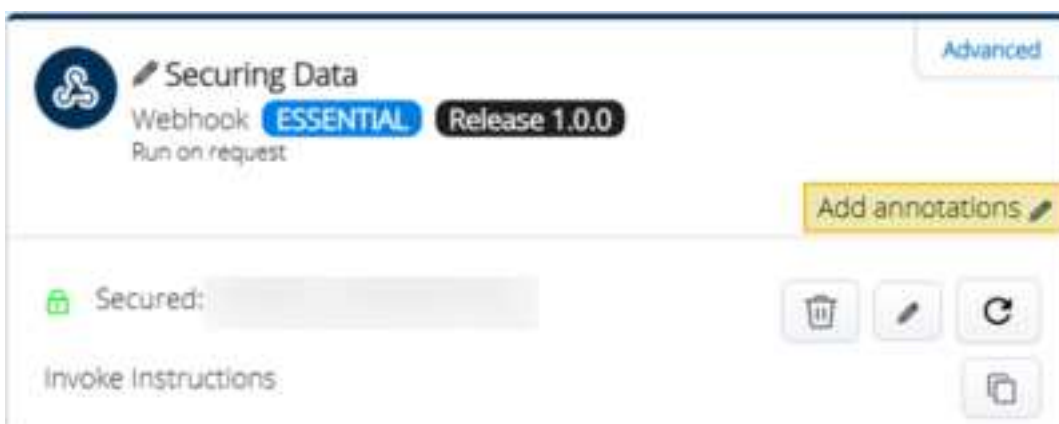 Advanced
Securing Data
Webhook ESSENTIAL Release 1.0.0
Run on request
Add annotations
Secured:
Invoke Instructions